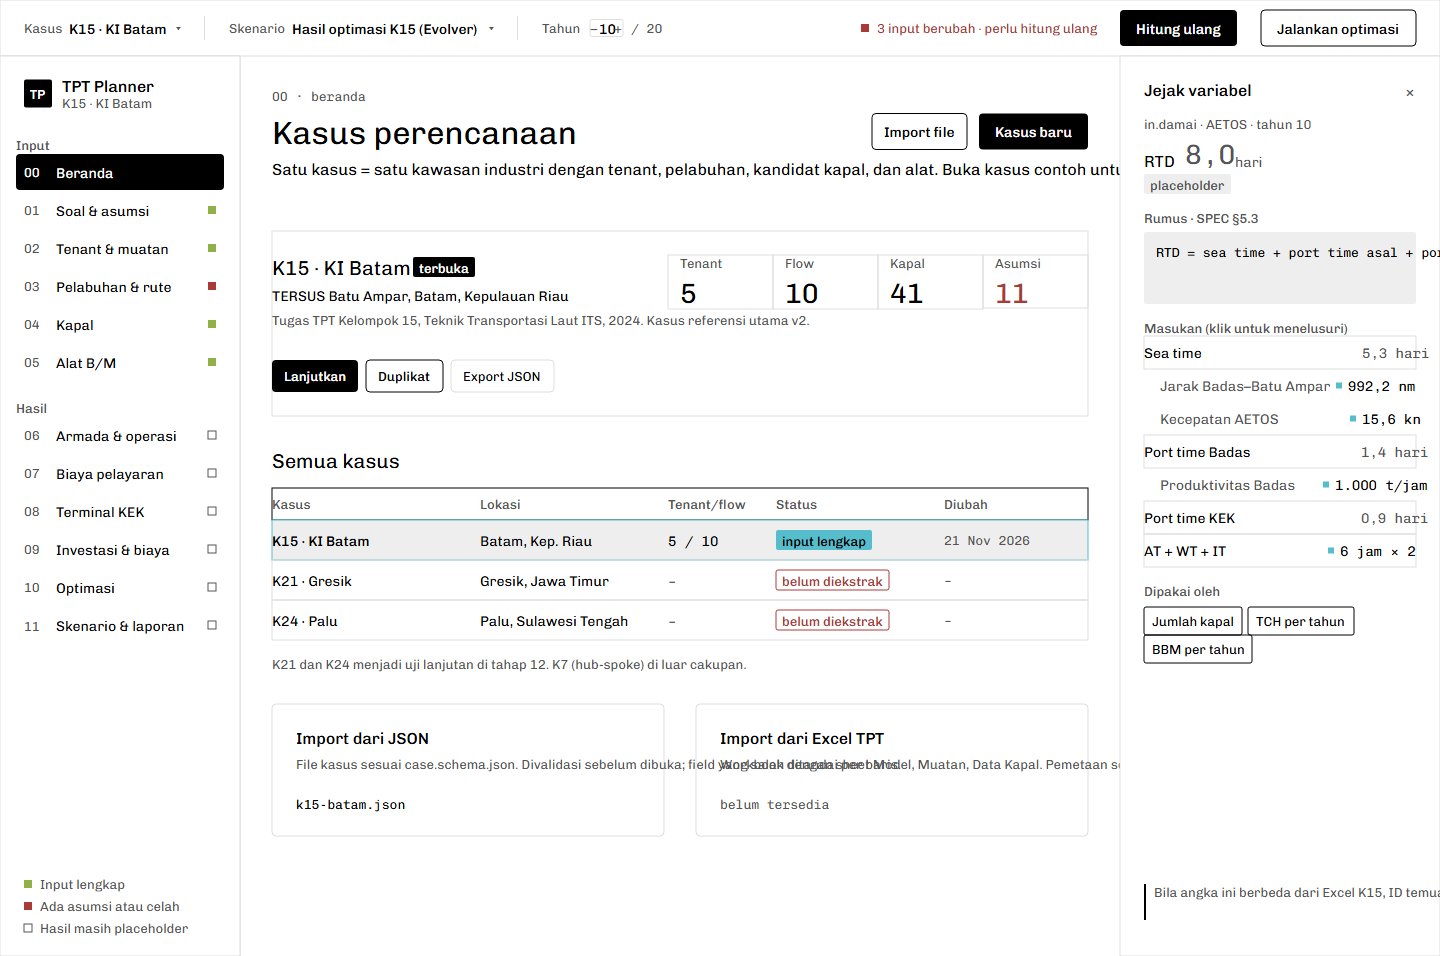 Kasus K15 · KI Batam
Skenario Hasil optimasi K15 (Evolver)
Tahun −10+ / 20
3 input berubah · perlu hitung ulang
Hitung ulang
Jalankan optimasi
TP
TPT Planner
K15 · KI Batam
Input
00 Beranda
01 Soal & asumsi
02 Tenant & muatan
03 Pelabuhan & rute
04 Kapal
05 Alat B/M
Hasil
06 Armada & operasi
07 Biaya pelayaran
08 Terminal KEK
09 Investasi & biaya
10 Optimasi
11 Skenario & laporan
Input lengkap
Ada asumsi atau celah
Hasil masih placeholder
00 · beranda
Kasus perencanaan
Import file
Kasus baru
Satu kasus = satu kawasan industri dengan tenant, pelabuhan, kandidat kapal, dan alat. Buka kasus contoh untu
K15 · KI Batam terbuka
TERSUS Batu Ampar, Batam, Kepulauan Riau
Tugas TPT Kelompok 15, Teknik Transportasi Laut ITS, 2024. Kasus referensi utama v2.
Tenant Flow Kapal Asumsi
5 10 41 11
Lanjutkan
Duplikat
Export JSON
Semua kasus
Kasus Lokasi Tenant/flow Status Diubah
K15 · KI Batam Batam, Kep. Riau 5 / 10 input lengkap 21 Nov 2026
K21 · Gresik Gresik, Jawa Timur – belum diekstrak –
K24 · Palu Palu, Sulawesi Tengah – belum diekstrak –
K21 dan K24 menjadi uji lanjutan di tahap 12. K7 (hub-spoke) di luar cakupan.
Import dari JSON
File kasus sesuai case.schema.json. Divalidasi sebelum dibuka; field
k15-batam.json
Import dari Excel TPT
Model, Muatan, Data Kapal. Pemetaan
belum tersedia
Jejak variabel
×
in.damai · AETOS · tahun 10
RTD 8,0hari
placeholder
Rumus · SPEC §5.3
RTD = sea time + port time asal + po
Masukan (klik untuk menelusuri)
Sea time 5,3 hari
Jarak Badas–Batu Ampar 992,2 nm
Kecepatan AETOS 15,6 kn
Port time Badas 1,4 hari
Produktivitas Badas 1.000 t/jam
Port time KEK 0,9 hari
AT + WT + IT 6 jam × 2
Dipakai oleh
Jumlah kapal
TCH per tahun
BBM per tahun
Bila angka ini berbeda dari Excel K15, ID temua